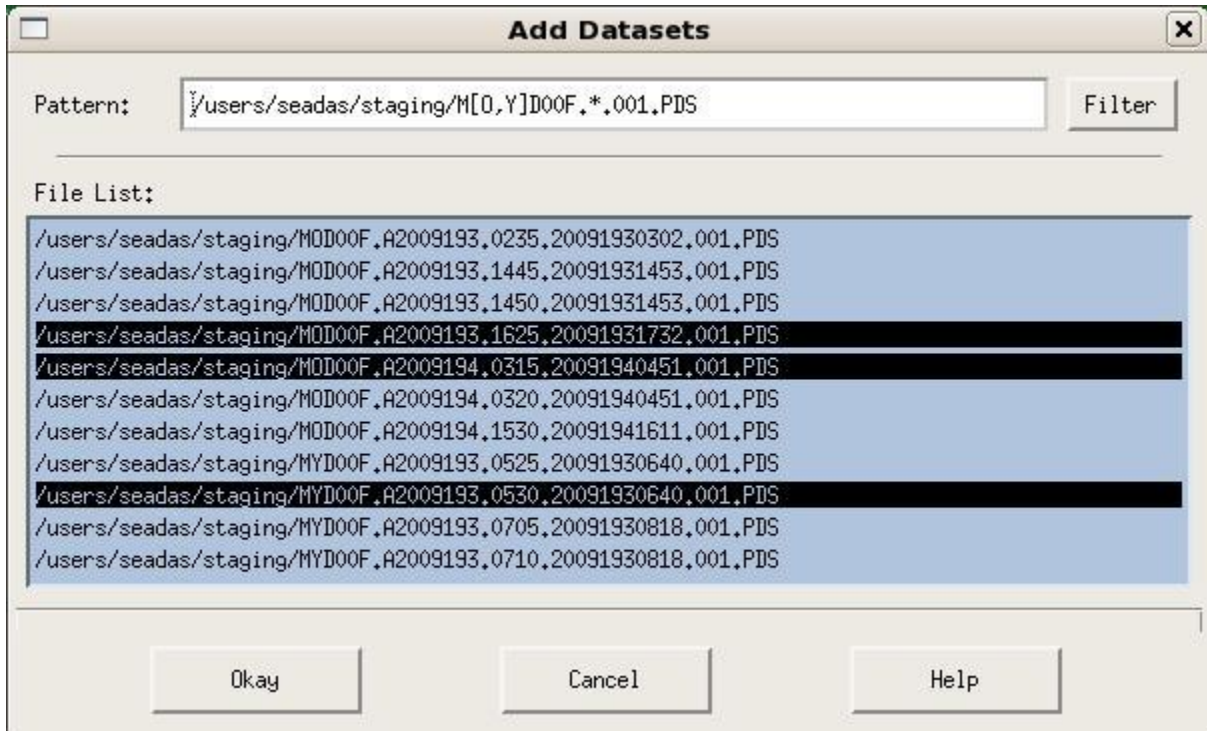 Add Datasets
Pattern: /users/seadas/staging/M[O,Y]D00F.*.001.PDS Filter
File List:
/users/seadas/staging/MOD00F.A2009193.0235.20091930302.001.PDS
/users/seadas/staging/MOD00F.A2009193.1445.20091931453.001.PDS
/users/seadas/staging/MOD00F.A2009193.1450.20091931453.001.PDS
/users/seadas/staging/MOD00F.A2009193.1625.20091931732.001.PDS
/users/seadas/staging/MOD00F.A2009194.0315.20091940451.001.PDS
/users/seadas/staging/MOD00F.A2009194.0320.20091940451.001.PDS
/users/seadas/staging/MOD00F.A2009194.1530.20091941611.001.PDS
/users/seadas/staging/MYD00F.A2009193.0525.20091930640.001.PDS
/users/seadas/staging/MYD00F.A2009193.0530.20091930640.001.PDS
/users/seadas/staging/MYD00F.A2009193.0705.20091930818.001.PDS
/users/seadas/staging/MYD00F.A2009193.0710.20091930818.001.PDS
Okay Cancel Help